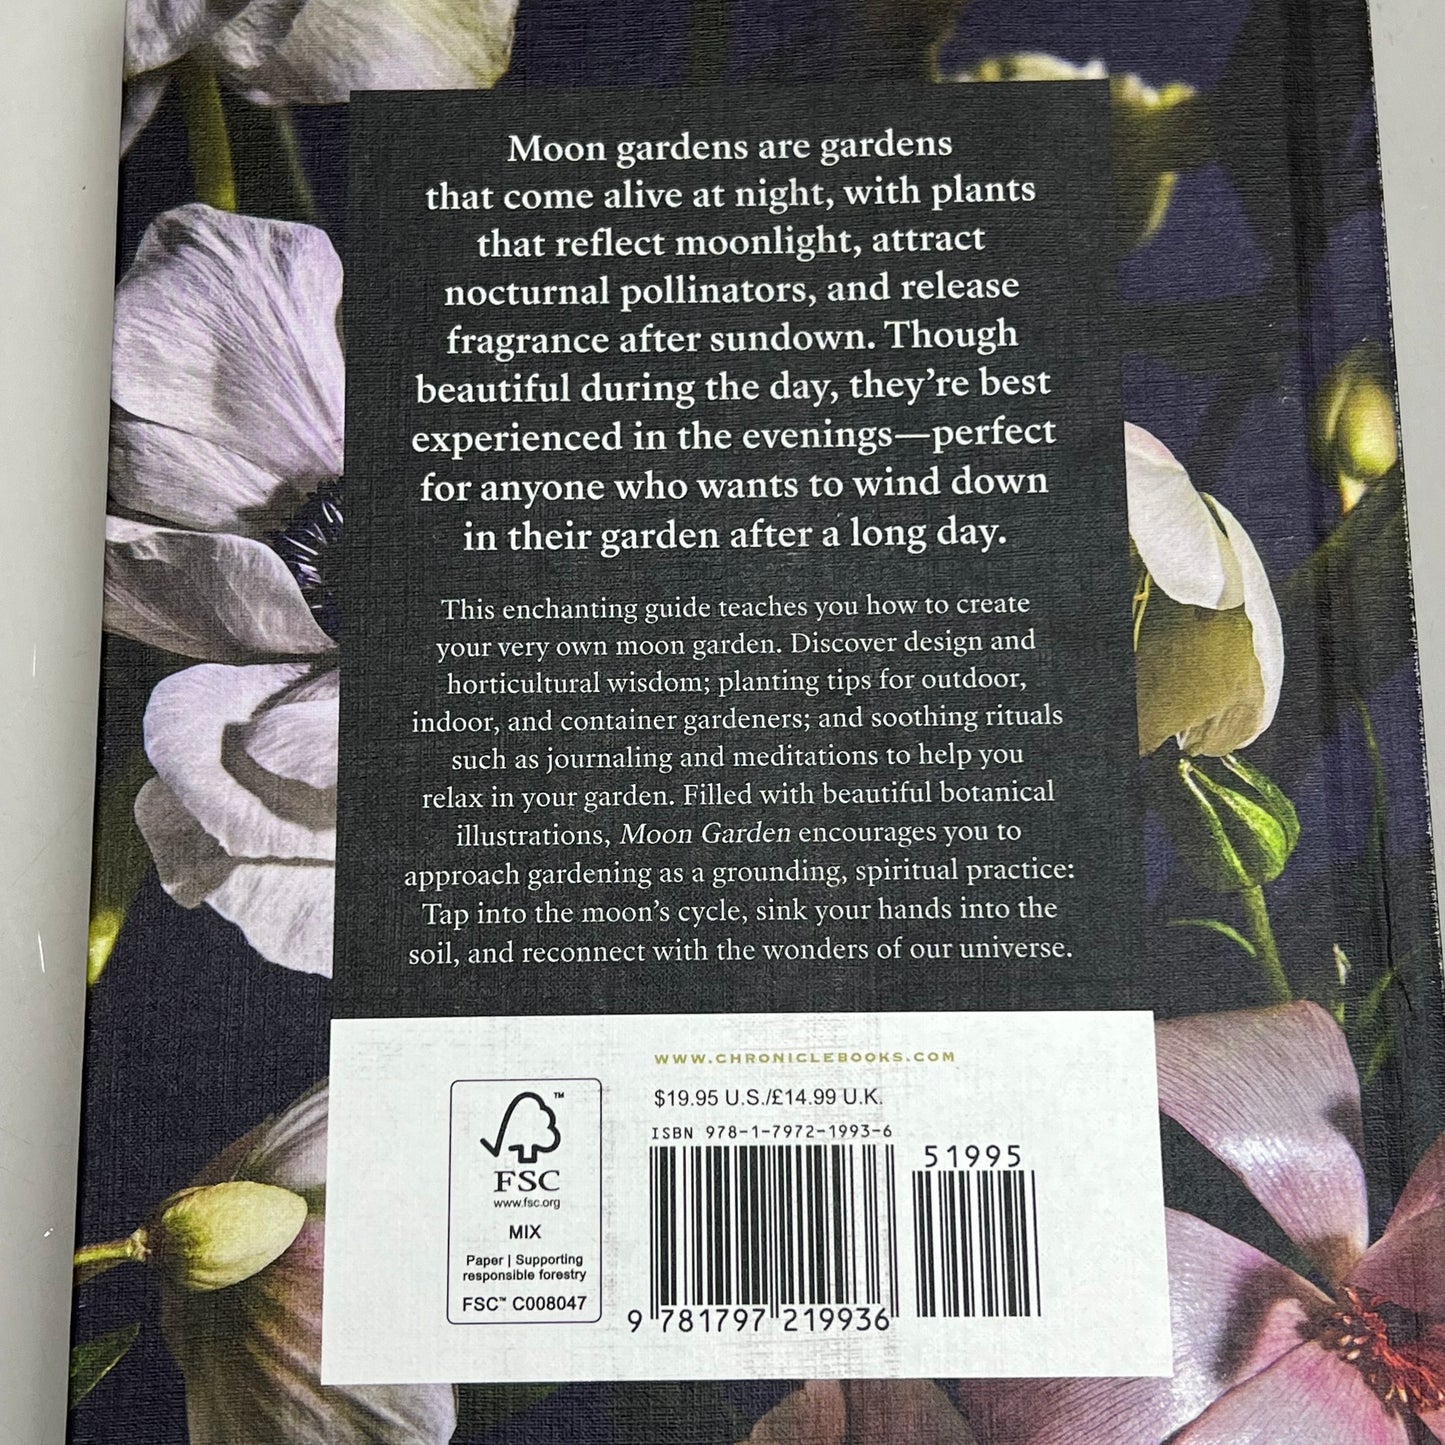 Moon gardens are gardens
that come alive at night, with plants
that reflect moonlight, attract
nocturnal pollinators, and release
fragrance after sundown. Though
beautiful during the day, they’re best
experienced in the evenings—perfect
for anyone who wants to wind down
in their garden after a long day.
This enchanting guide teaches you how to create
your very own moon garden. Discover design and
horticultural wisdom; planting tips for outdoor,
indoor, and container gardeners; and soothing rituals
such as journaling and meditations to help you
relax in your garden. Filled with beautiful botanical
illustrations, Moon Garden encourages you to
approach gardening as a grounding, spiritual practice:
Tap into the moon’s cycle, sink your hands into the
soil, and reconnect with the wonders of our universe.
WWW.CHRONICLEBOOKS.COM
TM
FSC
www.fsc.org
MIX
Paper | Supporting
responsible forestry
FSC™ C008047
$19.95 U.S./£14.99 U.K.
ISBN 978-1-7972-1993-6
51995
9 781797 219936